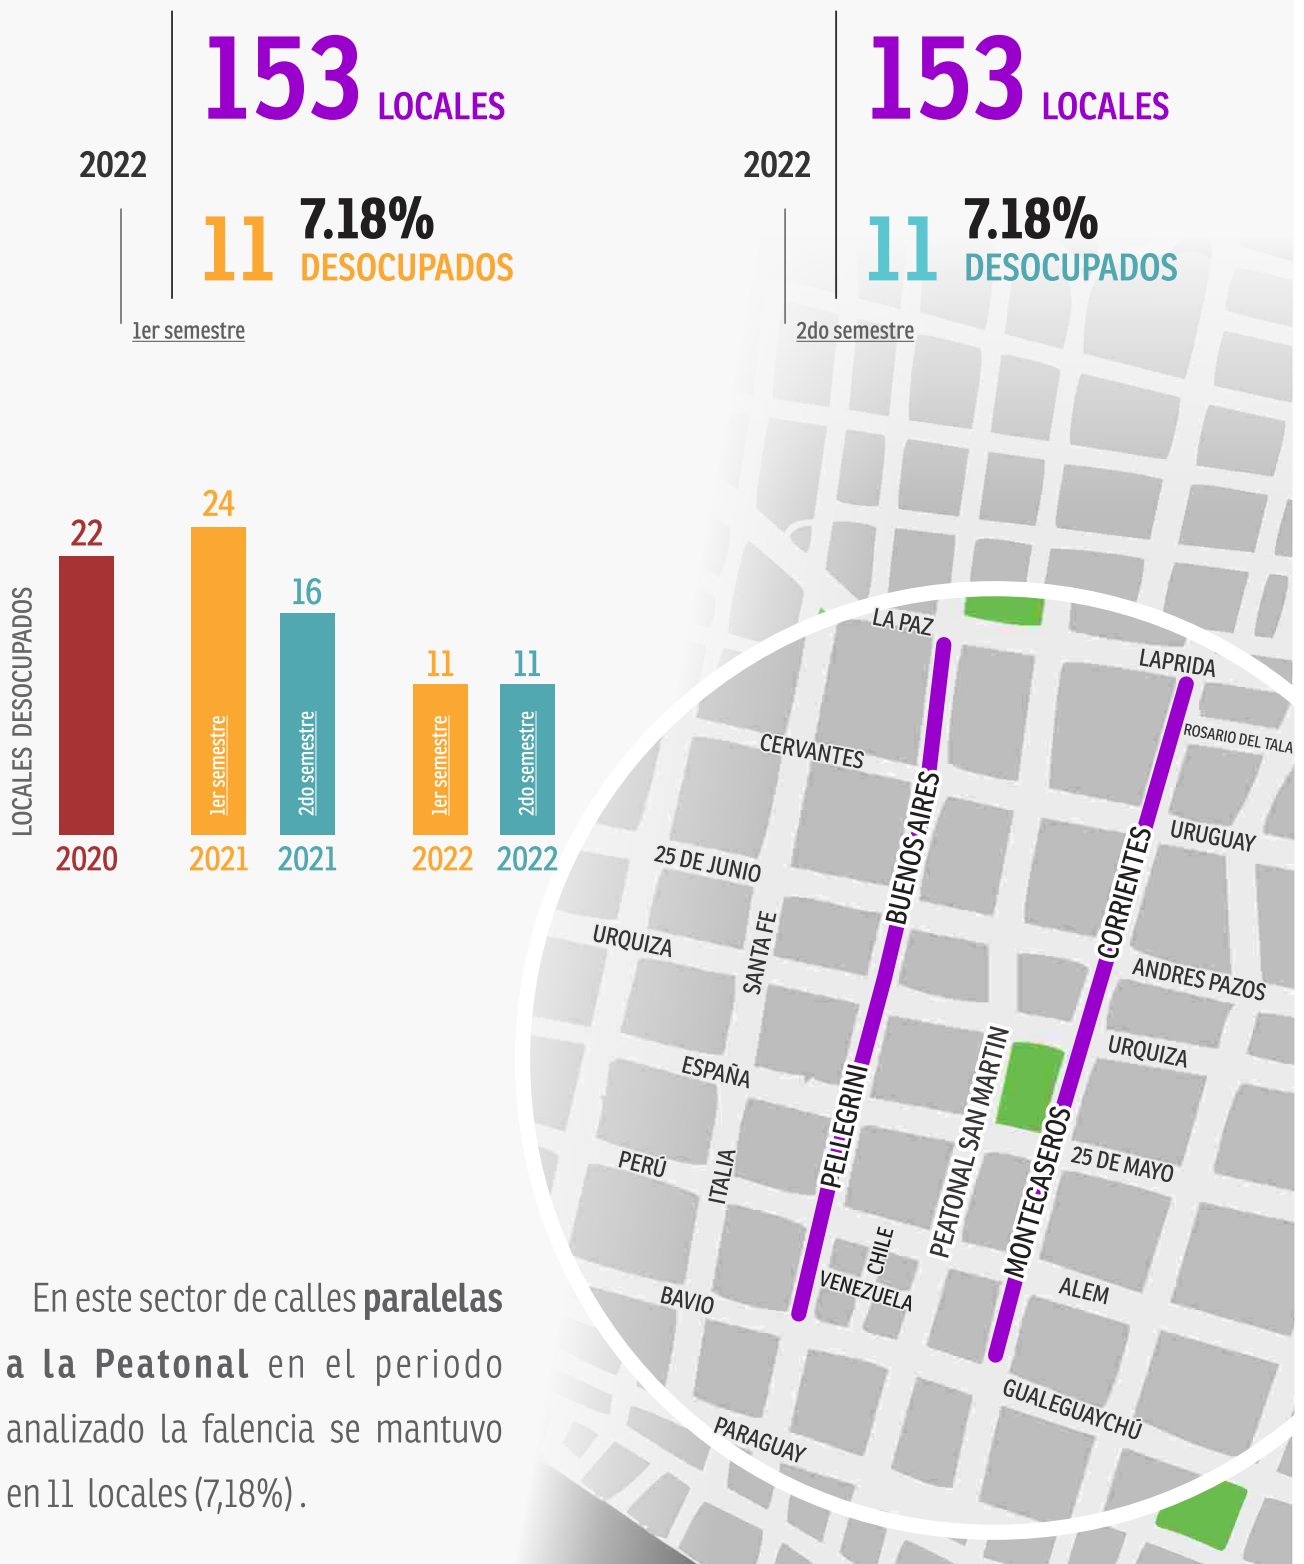 153 LOCALES
2022
11 7.18%
DESOCUPADOS
1er semestre
153 LOCALES
2022
11 7.18%
DESOCUPADOS
2do semestre
LOCALES DESOCUPADOS
22
24
16
11
11
1er semestre
2do semestre
1er semestre
2do semestre
2020
2021
2021
2022
2022
LA PAZ
LAPRIDA
ROSARIO DEL TALA
CERVANTES
BUENOS AIRES
URUGUAY
CORRIENTES
25 DE JUNIO
URQUIZA
SANTA FE
ANDRES PAZOS
URQUIZA
ESPAÑA
PELLEGRINI
PEATONAL SAN MARTIN
MONTECASEROS
25 DE MAYO
PERÚ
ITALIA
CHILE
VENEZUELA
ALEM
BAVIO
GUALEGUAYCHÚ
PARAGUAY
En este sector de calles paralelas
a la Peatonal en el periodo
analizado la falencia se mantuvo
en 11 locales (7,18%) .